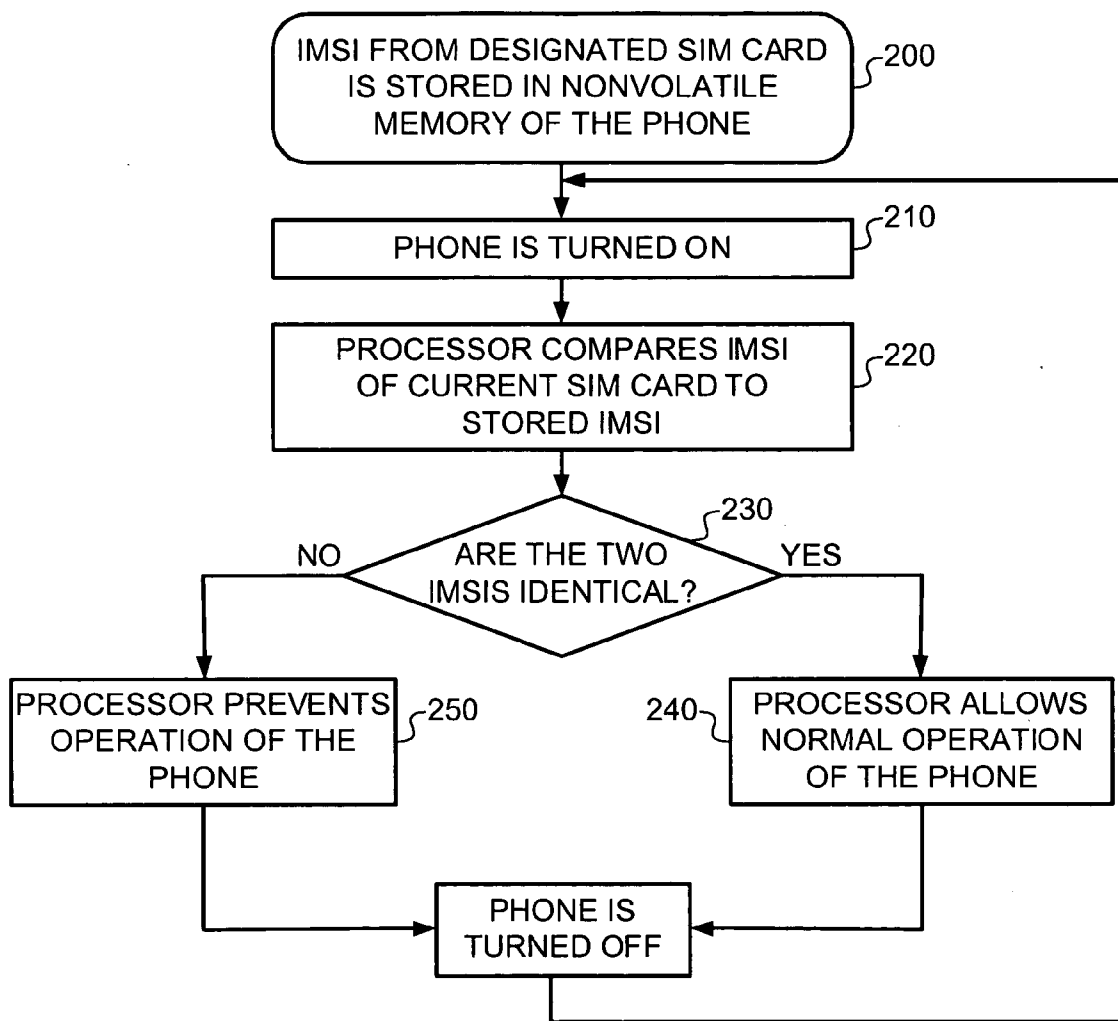 IMSI FROM DESIGNATED SIM CARD
IS STORED IN NONVOLATILE
MEMORY OF THE PHONE
200
PHONE IS TURNED ON
210
PROCESSOR COMPARES IMSI
OF CURRENT SIM CARD TO
STORED IMSI
220
230
NO
ARE THE TWO
IMSIS IDENTICAL?
YES
PROCESSOR PREVENTS
OPERATION OF THE
PHONE
250
240
PROCESSOR ALLOWS
NORMAL OPERATION
OF THE PHONE
PHONE IS
TURNED OFF